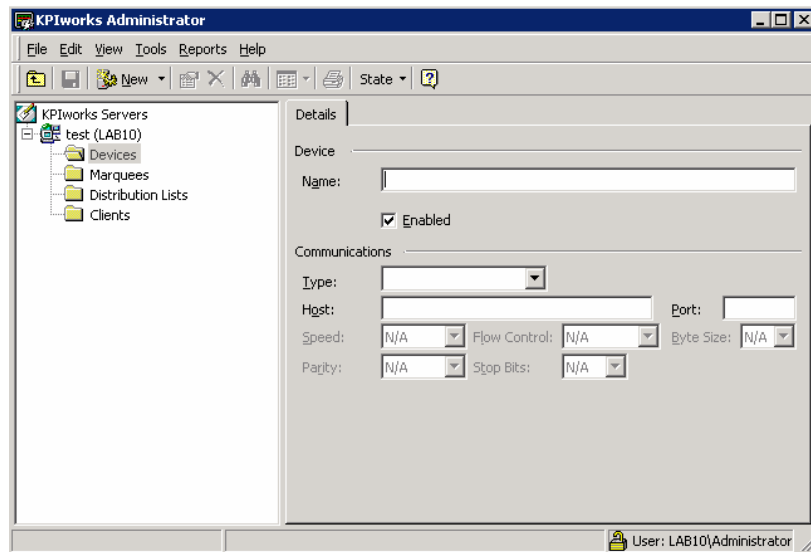 KPIworks Administrator
File Edit View Tools Reports Help
New State
KPIworks Servers
test (LAB10)
Devices
Marquees
Distribution Lists
Clients
Details
Device
Name:
Enabled
Communications
Type:
Host: Port:
Speed: N/A Flow Control: N/A Byte Size: N/A
Parity: N/A Stop Bits: N/A
User: LAB10\Administrator